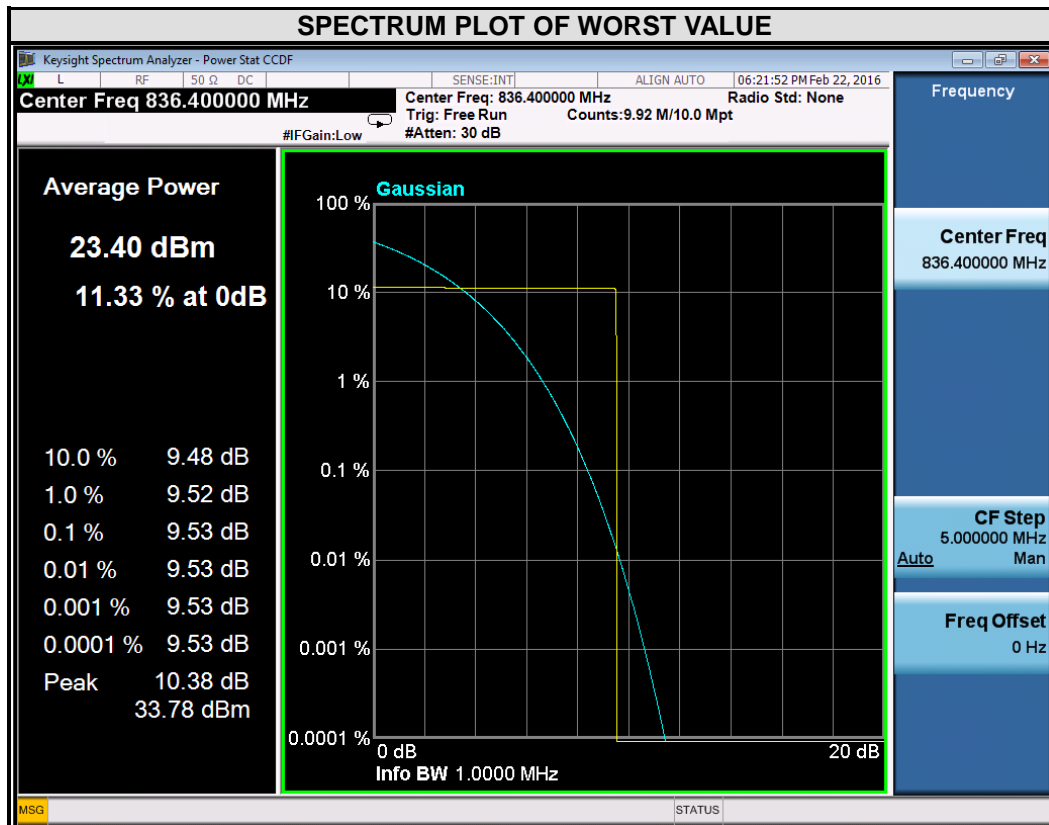 SPECTRUM PLOT OF WORST VALUE
Keysight Spectrum Analyzer - Power Stat CCDF
LXI L RF 50 Ω DC SENSE:INT ALIGN AUTO 06:21:52 PM Feb 22, 2016
Center Freq 836.400000 MHz
Center Freq: 836.400000 MHz Radio Std: None
Trig: Free Run Counts:9.92 M/10.0 Mpt
#IFGain:Low #Atten: 30 dB
Frequency
Average Power
23.40 dBm
11.33 % at 0dB
10.0 % 9.48 dB
1.0 % 9.52 dB
0.1 % 9.53 dB
0.01 % 9.53 dB
0.001 % 9.53 dB
0.0001 % 9.53 dB
Peak 10.38 dB
33.78 dBm
Gaussian
100 %
10 %
1 %
0.1 %
0.01 %
0.001 %
0.0001 %
0 dB 20 dB
Info BW 1.0000 MHz
Center Freq
836.400000 MHz
CF Step
5.000000 MHz
Auto Man
Freq Offset
0 Hz
MSG STATUS